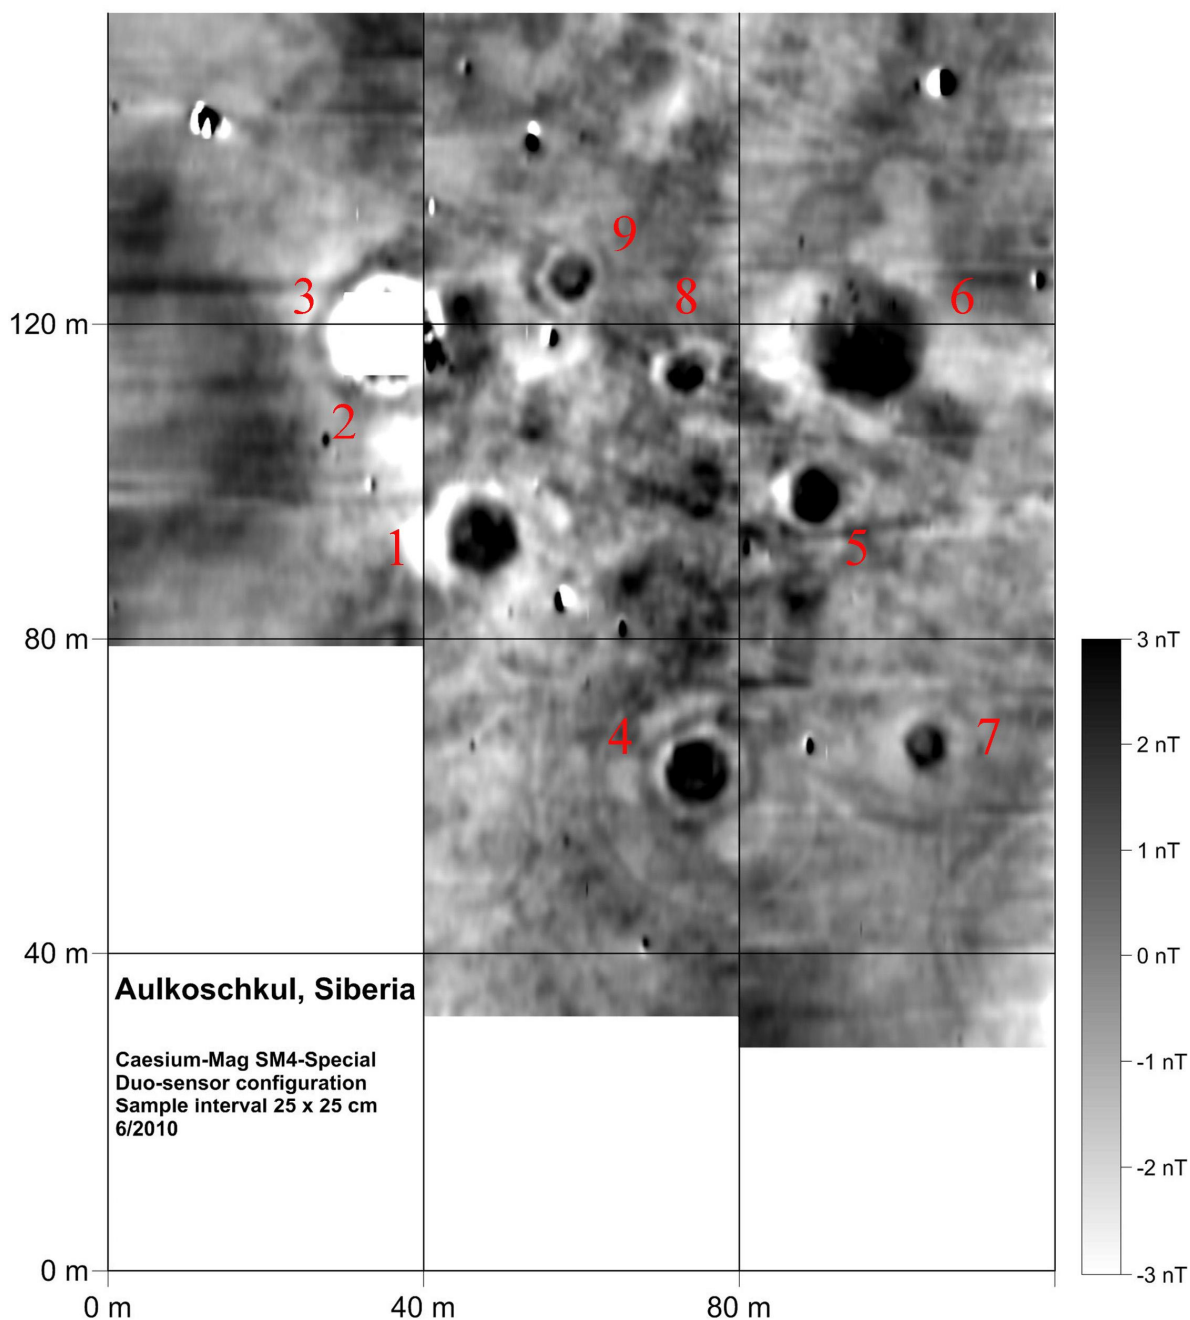 9
3
8
6
120 m
2
1
5
80 m
3 nT
4
7
2 nT
1 nT
40 m
0 nT
Aulkoschkul, Siberia
Caesium-Mag SM4-Special
Duo-sensor configuration
Sample interval 25 x 25 cm
6/2010
-1 nT
-2 nT
0 m
-3 nT
0 m
40 m
80 m